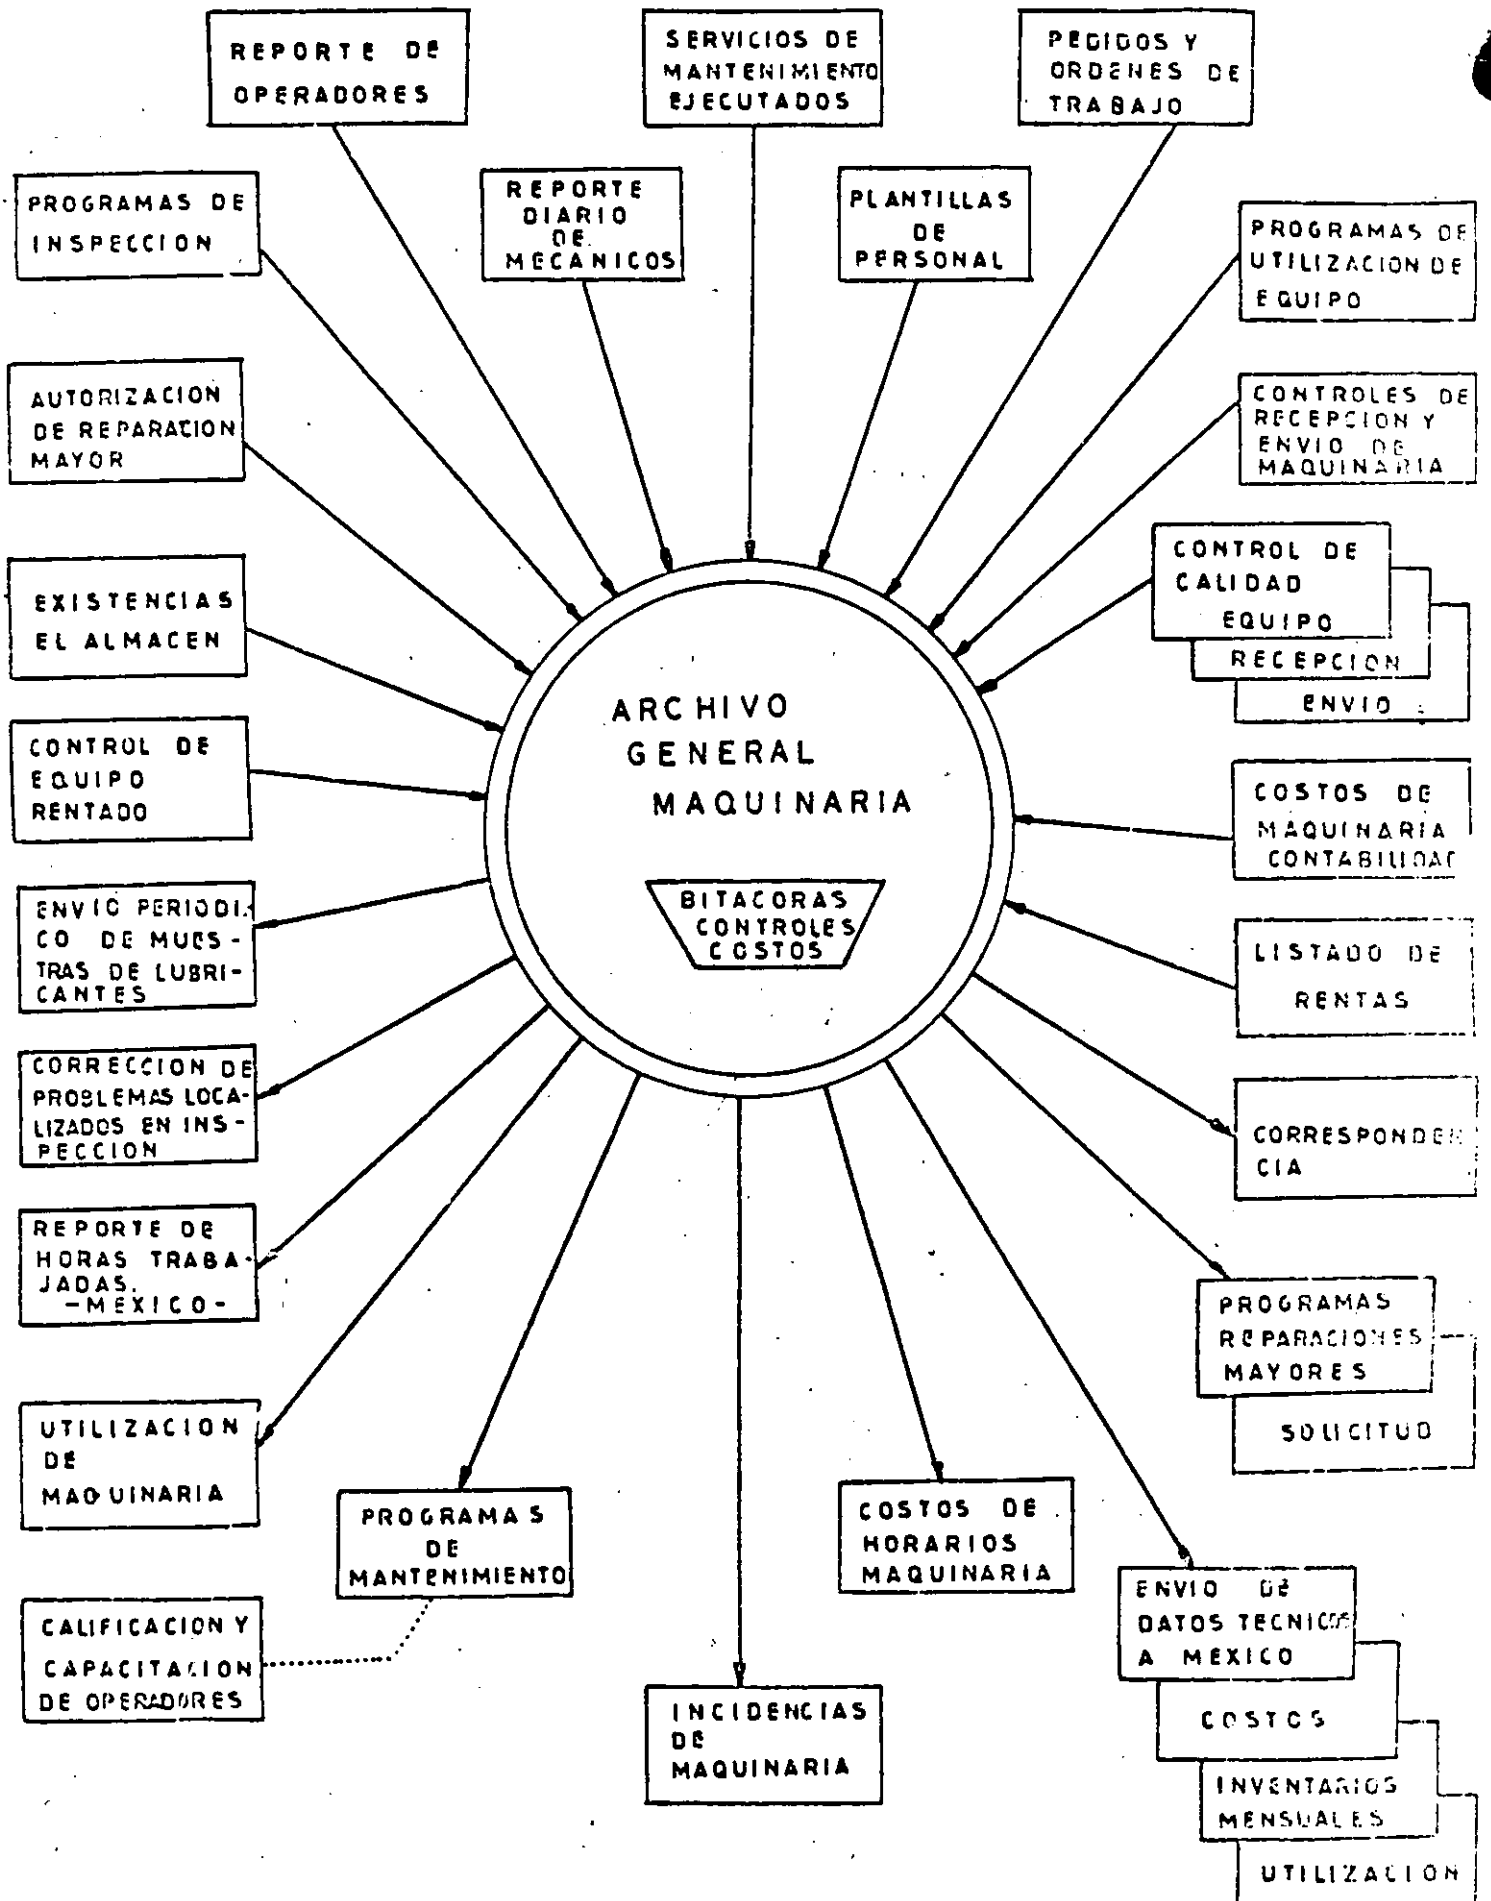 REPORTE DE
OPERADORES
SERVICIOS DE
MANTENIMIENTO
EJECUTADOS
PEDIDOS Y
ORDENES DE
TRABAJO
PROGRAMAS DE
INSPECCION
REPORTE
DIARIO
DE.
MECANICOS
PLANTILLAS
DE
PERSONAL
PROGRAMAS DE
UTILIZACION DE
EQUIPO
AUTORIZACION
DE REPARACION
MAYOR
CONTROLES DE
RECEPCION Y
ENVIO DE
MAQUINARIA
EXISTENCIAS
EL ALMACEN
CONTROL DE
CALIDAD
EQUIPO
RECEPCION
ENVIO
CONTROL DE
EQUIPO
RENTADO
ARCHIVO
GENERAL
MAQUINARIA
BITACORAS
CONTROLES
COSTOS
COSTOS DE
MAQUINARIA
CONTABILIDAD
ENVIO PERIODI-
CO DE MUES-
TRAS DE LUBRI-
CANTES
LISTADO DE
RENTAS
CORRECCION DE
PROBLEMAS LOCA-
LIZADOS EN INS-
PECCION
CORRESPONDEN
CIA
REPORTE DE
HORAS TRABA-
JADAS.
-MEXICO-
PROGRAMAS
REPARACIONES
MAYORES
SOLICITUD
UTILIZACION
DE
MAQUINARIA
PROGRAMAS
DE
MANTENIMIENTO
COSTOS DE
HORARIOS
MAQUINARIA
CALIFICACION Y
CAPACITACION
DE OPERADORES
ENVIO DE
DATOS TECNICOS
A MEXICO
COSTOS
INVENTARIOS
MENSUALES
UTILIZACION
INCIDENCIAS
DE
MAQUINARIA